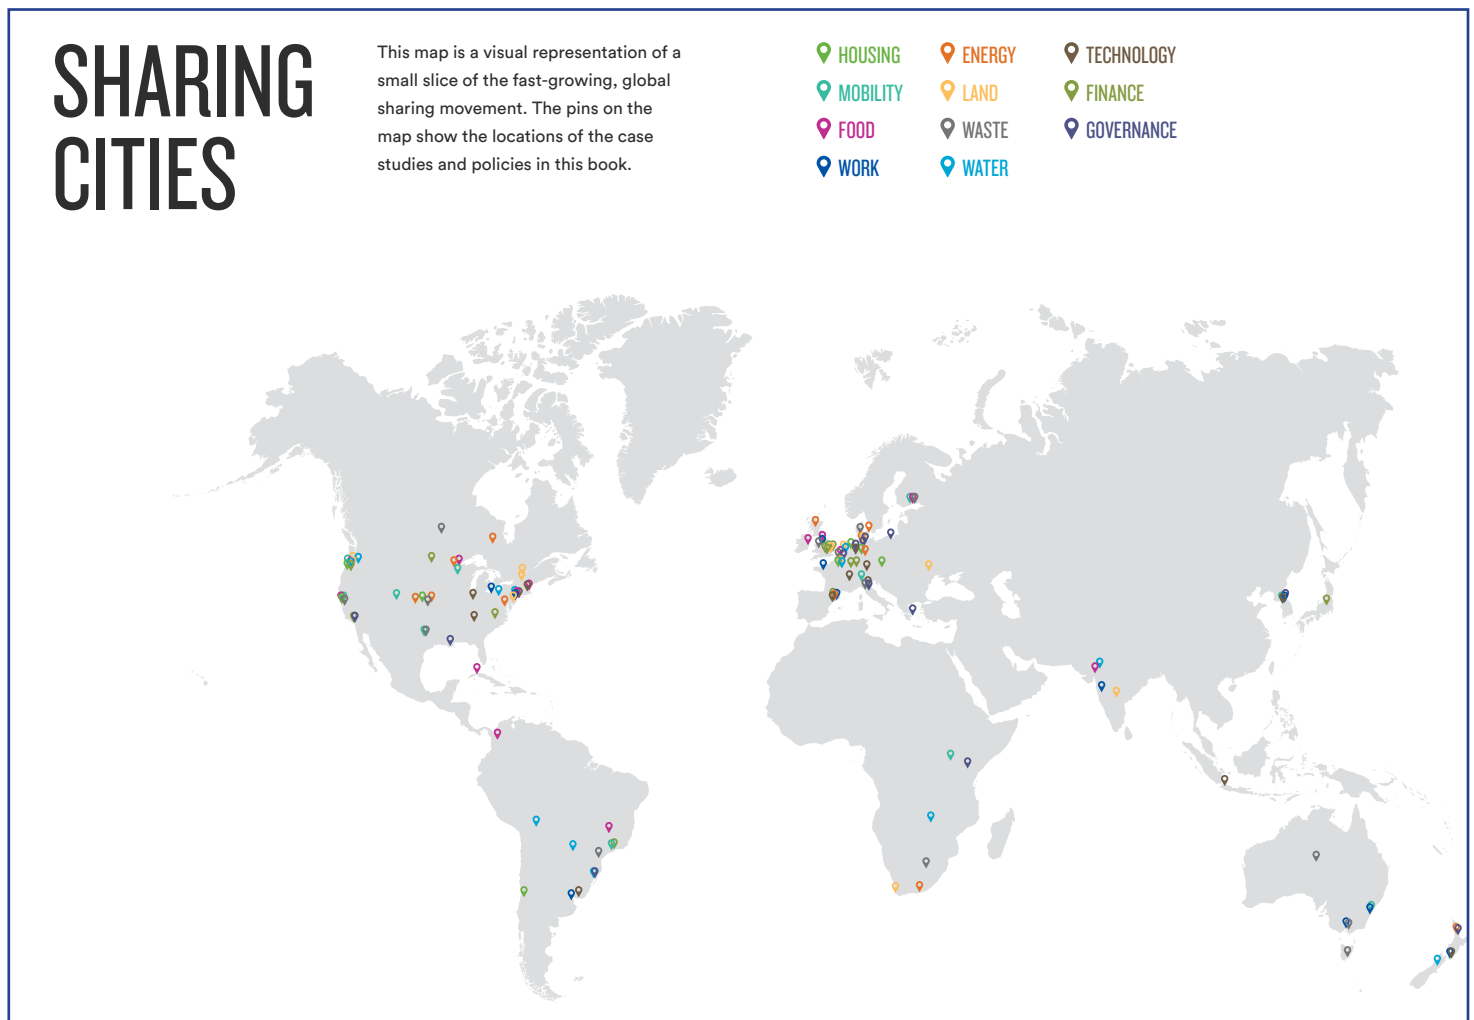 SHARING
CITIES
This map is a visual representation of a
small slice of the fast-growing, global
sharing movement. The pins on the
map show the locations of the case
studies and policies in this book.
HOUSING
MOBILITY
FOOD
WORK
ENERGY
LAND
WASTE
WATER
TECHNOLOGY
FINANCE
GOVERNANCE